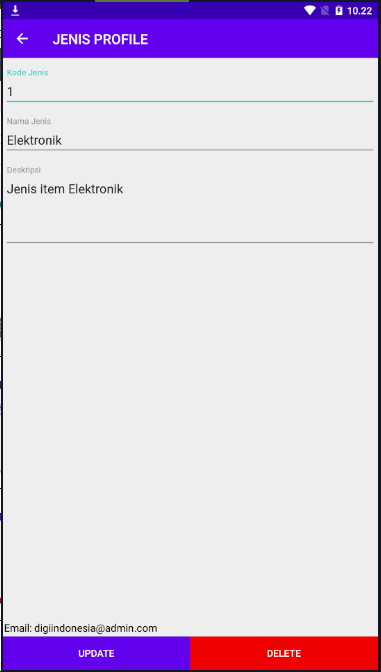 10.22
JENIS PROFILE
Kode Jenis
1
Nama Jenis
Elektronik
Deskripsi
Jenis item Elektronik
Email: digiindonesia@admin.com
UPDATE
DELETE